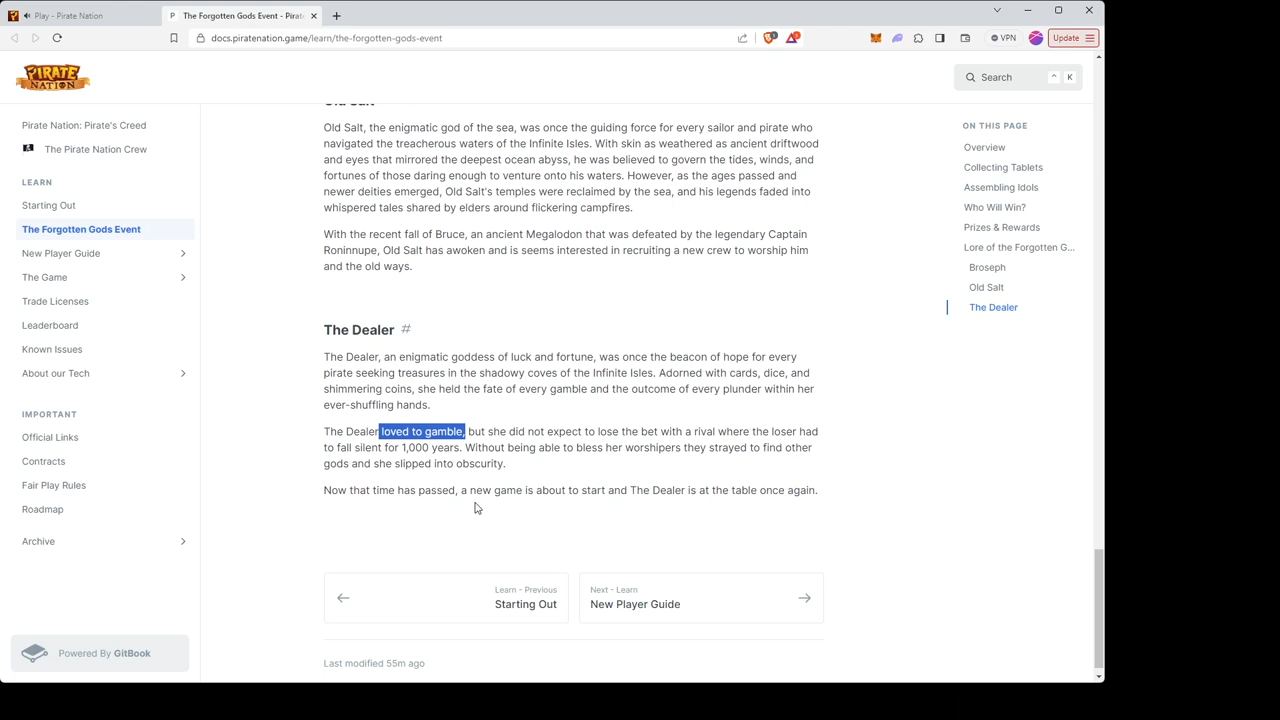 Play - Pirate Nation
The Forgotten Gods Event - Pirate
docs.piratenation.game/learn/the-forgotten-gods-event
VPN
Update
PIRATE
NATION
Search
K
Pirate Nation: Pirate's Creed
The Pirate Nation Crew
LEARN
Starting Out
The Forgotten Gods Event
New Player Guide
The Game
Trade Licenses
Leaderboard
Known Issues
About our Tech
IMPORTANT
Official Links
Contracts
Fair Play Rules
Roadmap
Archive
Powered By GitBook
Old Salt
Old Salt, the enigmatic god of the sea, was once the guiding force for every sailor and pirate who
navigated the treacherous waters of the Infinite Isles. With skin as weathered as ancient driftwood
and eyes that mirrored the deepest ocean abyss, he was believed to govern the tides, winds, and
fortunes of those daring enough to venture onto his waters. However, as the ages passed and
newer deities emerged, Old Salt's temples were reclaimed by the sea, and his legends faded into
whispered tales shared by elders around flickering campfires.
With the recent fall of Bruce, an ancient Megalodon that was defeated by the legendary Captain
Roninnupe, Old Salt has awoken and is seems interested in recruiting a new crew to worship him
and the old ways.
The Dealer #
The Dealer, an enigmatic goddess of luck and fortune, was once the beacon of hope for every
pirate seeking treasures in the shadowy coves of the Infinite Isles. Adorned with cards, dice, and
shimmering coins, she held the fate of every gamble and the outcome of every plunder within her
ever-shuffling hands.
The Dealer loved to gamble, but she did not expect to lose the bet with a rival where the loser had
to fall silent for 1,000 years. Without being able to bless her worshipers they strayed to find other
gods and she slipped into obscurity.
Now that time has passed, a new game is about to start and The Dealer is at the table once again.
Learn - Previous
Starting Out
Next - Learn
New Player Guide
Last modified 55m ago
ON THIS PAGE
Overview
Collecting Tablets
Assembling Idols
Who Will Win?
Prizes & Rewards
Lore of the Forgotten G...
Broseph
Old Salt
The Dealer